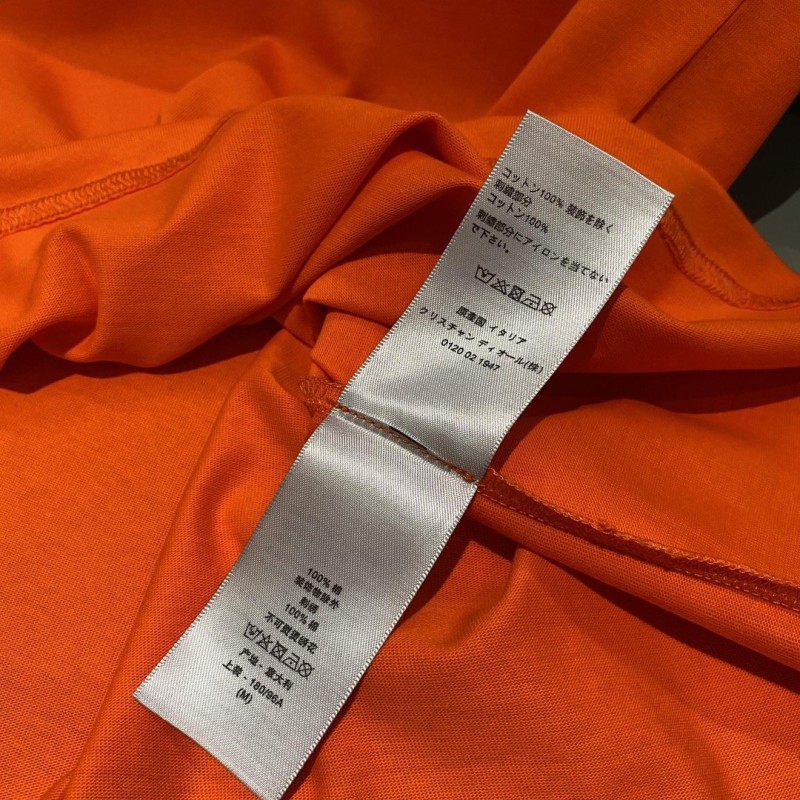 コットン100% 装飾を除く
刺繍部分
コットン100%
刺繍部分にアイロンを当てない
で下さい。
原産国 イタリア
クリスチャン ディオール(株)
0120 02 1947
100% 棉
装饰物除外
刺绣
100% 棉
不可熨烫绣花
产地 - 意大利
上装 - 180/96A
(M)